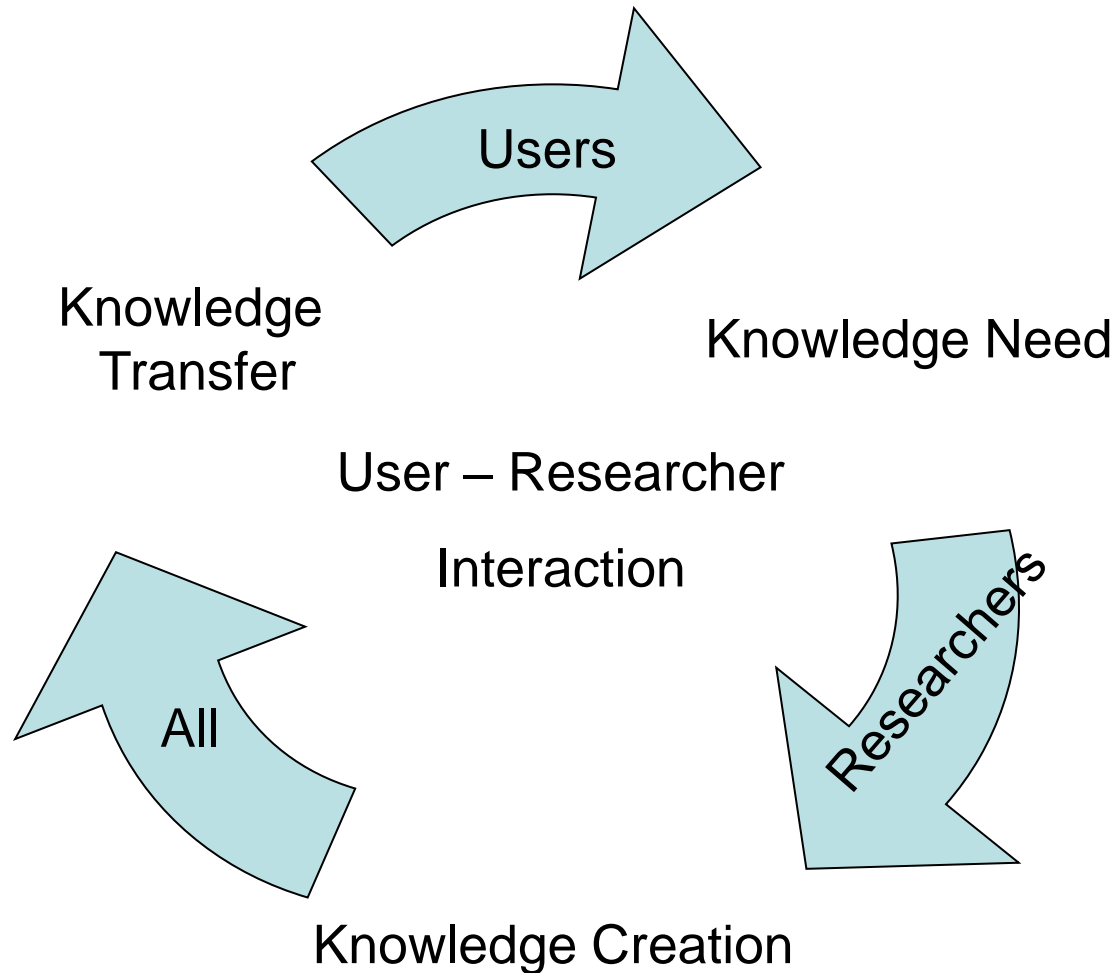 Users
Knowledge
Transfer
Knowledge Need
User – Researcher
Interaction
Researchers
All
Knowledge Creation